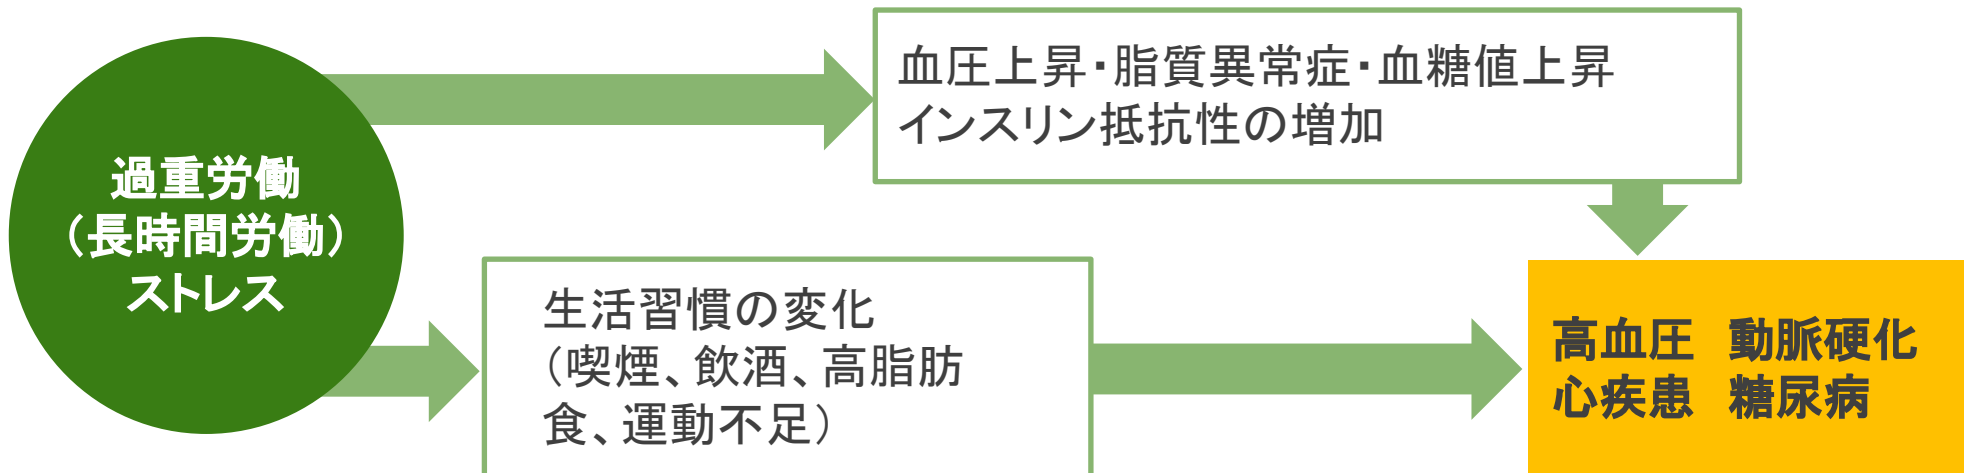 過重労働
（長時間労働）
ストレス
血圧上昇・脂質異常症・血糖値上昇
インスリン抵抗性の増加
生活習慣の変化
（喫煙、飲酒、高脂肪
食、運動不足）
高血圧　動脈硬化
心疾患　糖尿病